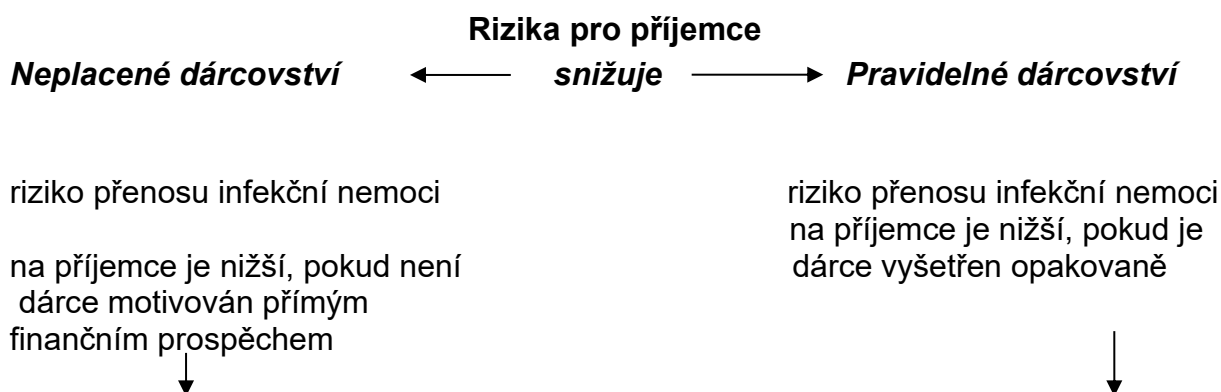 Rizika pro příjemce
Neplacené dárcovství snižuje Pravidelné dárcovství
riziko přenosu infekční nemoci
na příjemce je nižší, pokud není
dárce motivován přímým
finančním prospěchem
riziko přenosu infekční nemoci
na příjemce je nižší, pokud je
dárce vyšetřen opakovaně